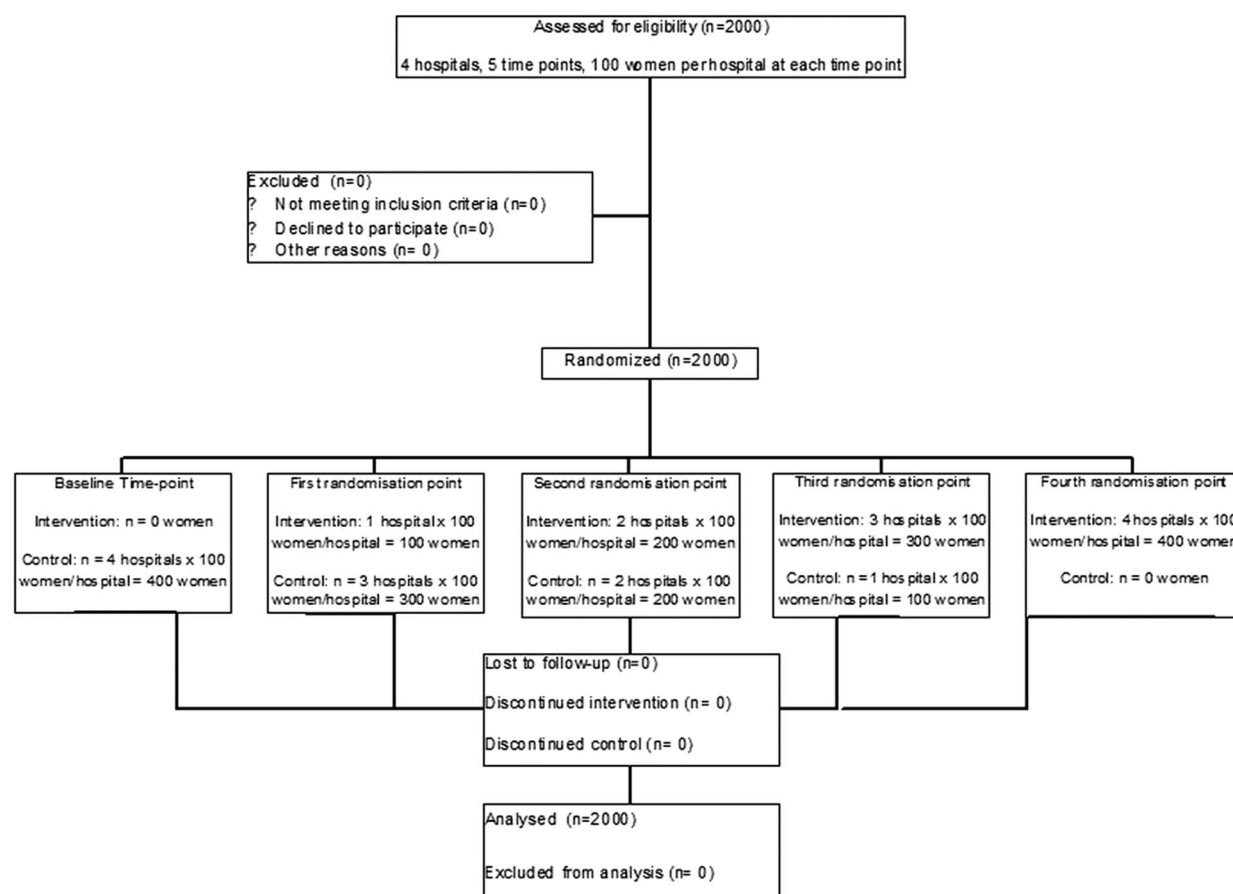 Assessed for eligibility (n=2000)
4 hospitals, 5 time points, 100 women per hospital at each time point
Excluded (n=0)
? Not meeting inclusion criteria (n=0)
? Declined to participate (n=0)
? Other reasons (n= 0)
Randomized (n=2000)
Baseline Time-point
Intervention: n = 0 women
Control: n = 4 hospitals x 100
women/hospital = 400 women
First randomisation point
Intervention: 1 hospital x 100
women/hospital = 100 women
Control: n = 3 hospitals x 100
women/hospital = 300 women
Second randomisation point
Intervention: 2 hospitals x 100
women/hospital = 200 women
Control: n = 2 hospitals x 100
women/hospital = 200 women
Third randomisation point
Intervention: 3 hospitals x 100
women/hospital = 300 women
Control: n =1 hospital x 100
women/hospital = 100 women
Fourth randomisation point
Intervention: 4 hospitals x 100
women/hospital = 400 women
Control: n = 0 women
Lost to follow-up (n=0)
Discontinued intervention (n= 0)
Discontinued control (n= 0)
Analysed (n=2000)
Excluded from analysis (n= 0)